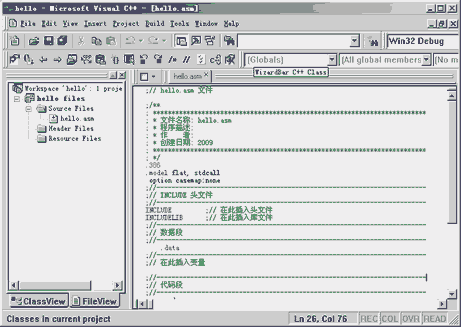 hello - Microsoft Visual C++ - [hello.asm]
File Edit View Insert Project Build Tools Window Help
Win32 Debug
(Globals) (All global members
WizardBar C++ Class
hello.asm
Workspace 'hello': 1 proje
hello files
Source Files
hello.asm
Header Files
Resource Files
ClassView FileView
;// hello.asm 文件
;/**
; ************************************************************
; * 文件名称: hello.asm
; * 程序描述:
; * 作 者:
; * 创建日期: 2009
; ************************************************************
; */
.386
.model flat, stdcall
option casemap:none
;//------------------------------------------------------------
;// INCLUDE 头文件
;//------------------------------------------------------------
INCLUDE ;// 在此插入头文件
INCLUDELIB ;// 在此插入库文件
;//------------------------------------------------------------
;// 数据段
;//------------------------------------------------------------
.data
;//------------------------------------------------------------
;// 在此插入变量
;//------------------------------------------------------------
;// 代码段
;//------------------------------------------------------------
Classes in current project
Ln 26, Col 76 REC COL OVR READ